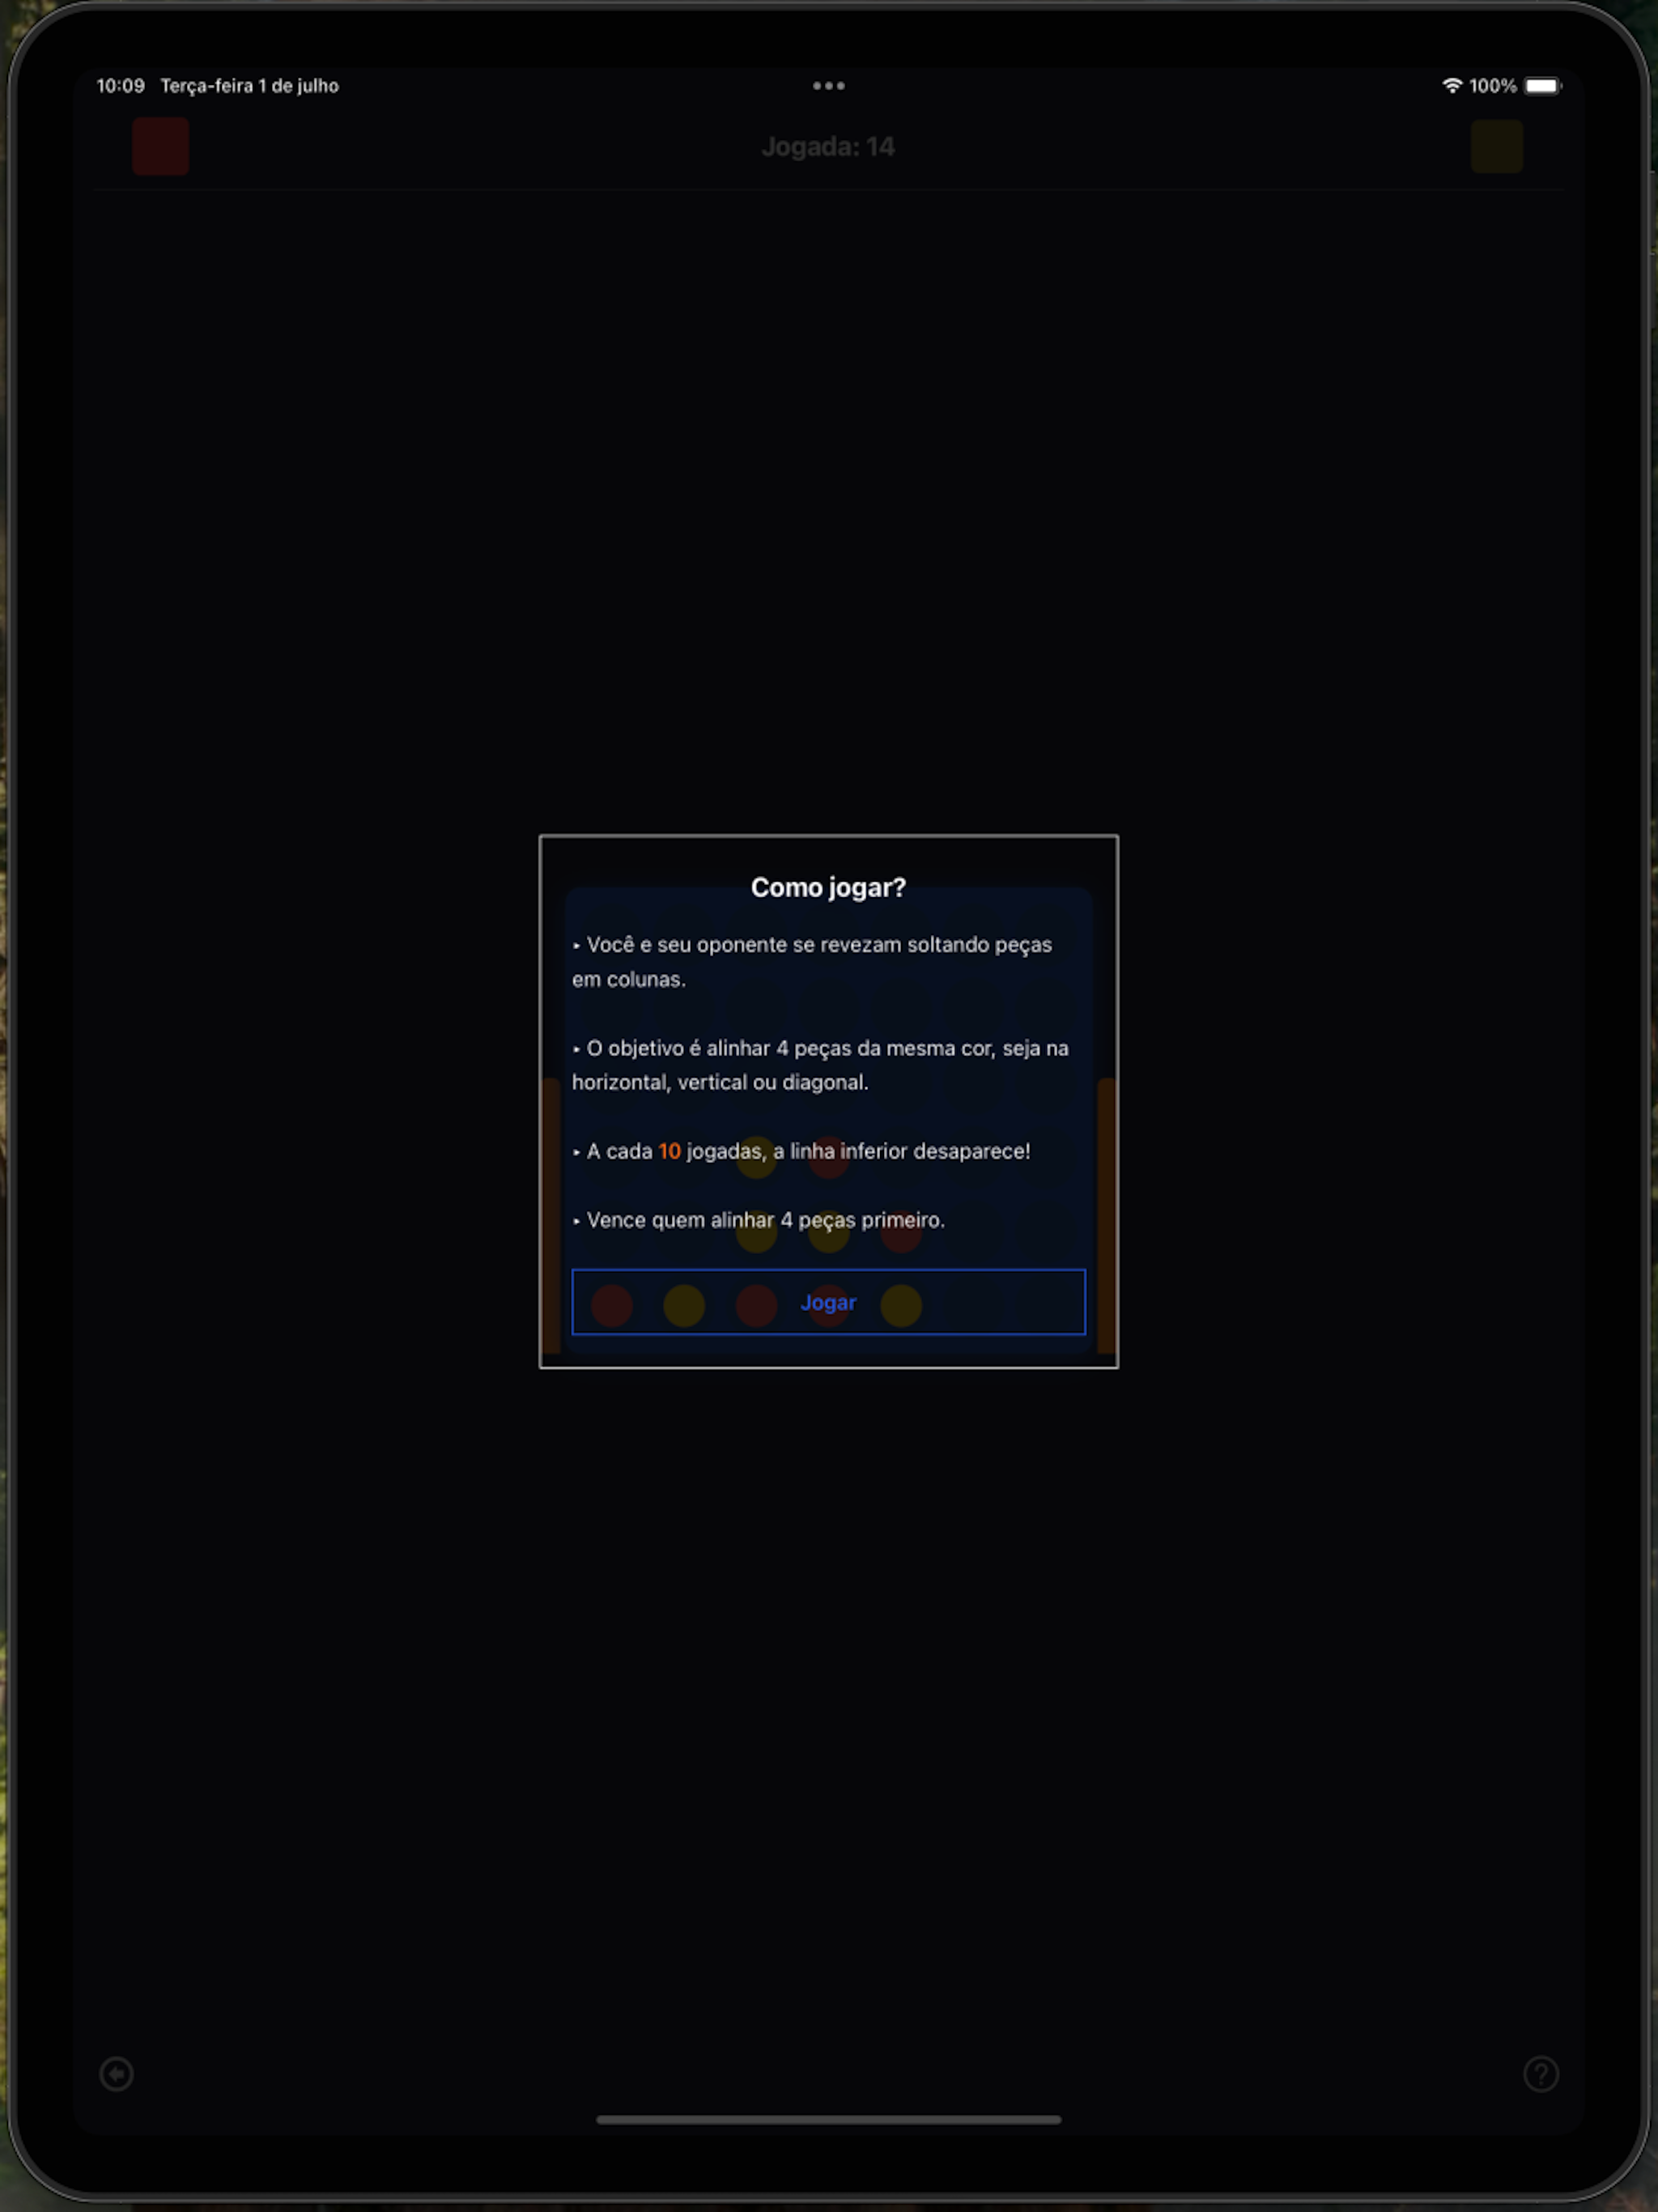 10:09 Terça-feira 1 de julho
100%
Jogada: 14
Como jogar?
‣ Você e seu oponente se revezam soltando peças
em colunas.
‣ O objetivo é alinhar 4 peças da mesma cor, seja na
horizontal, vertical ou diagonal.
‣ A cada 10 jogadas, a linha inferior desaparece!
‣ Vence quem alinhar 4 peças primeiro.
Jogar
?